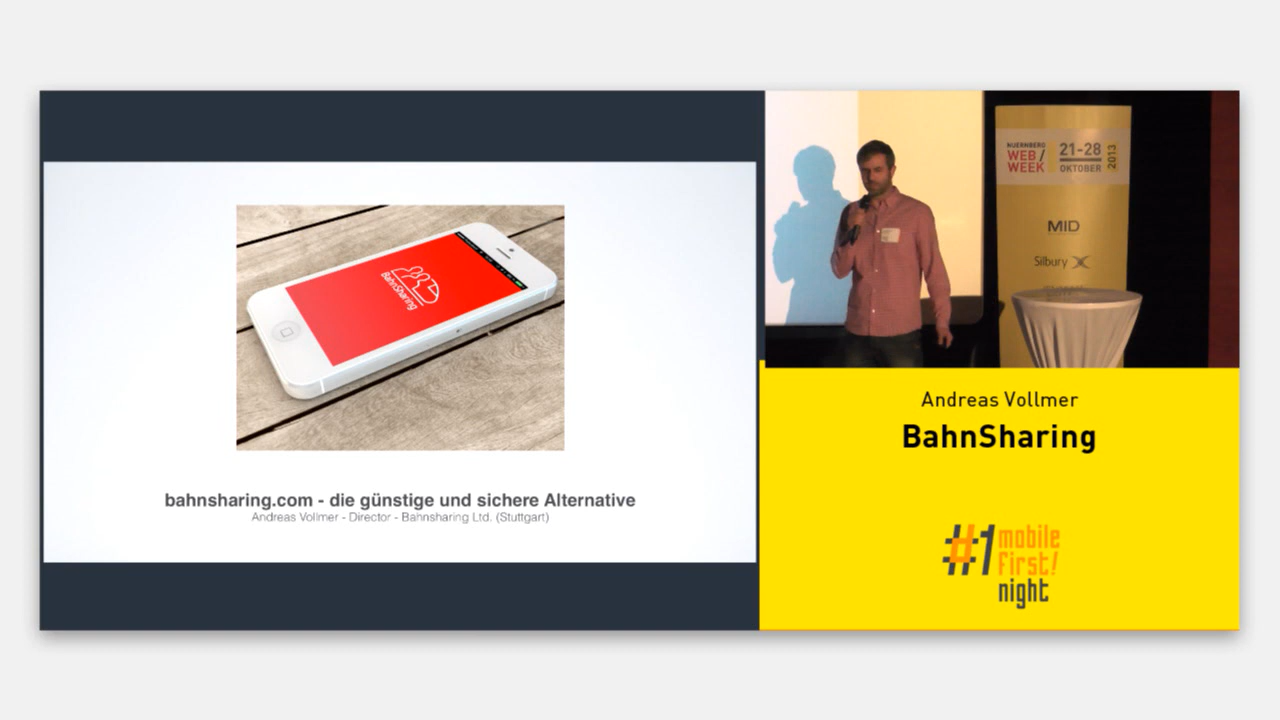 BahnSharing
bahnsharing.com - die günstige und sichere Alternative
Andreas Vollmer - Director - Bahnsharing Ltd. (Stuttgart)
NUERNBERG
WEB/
WEEK
21-28
OKTOBER
2013
MID
Silbury
Andreas Vollmer
BahnSharing
#1 mobile
first!
night